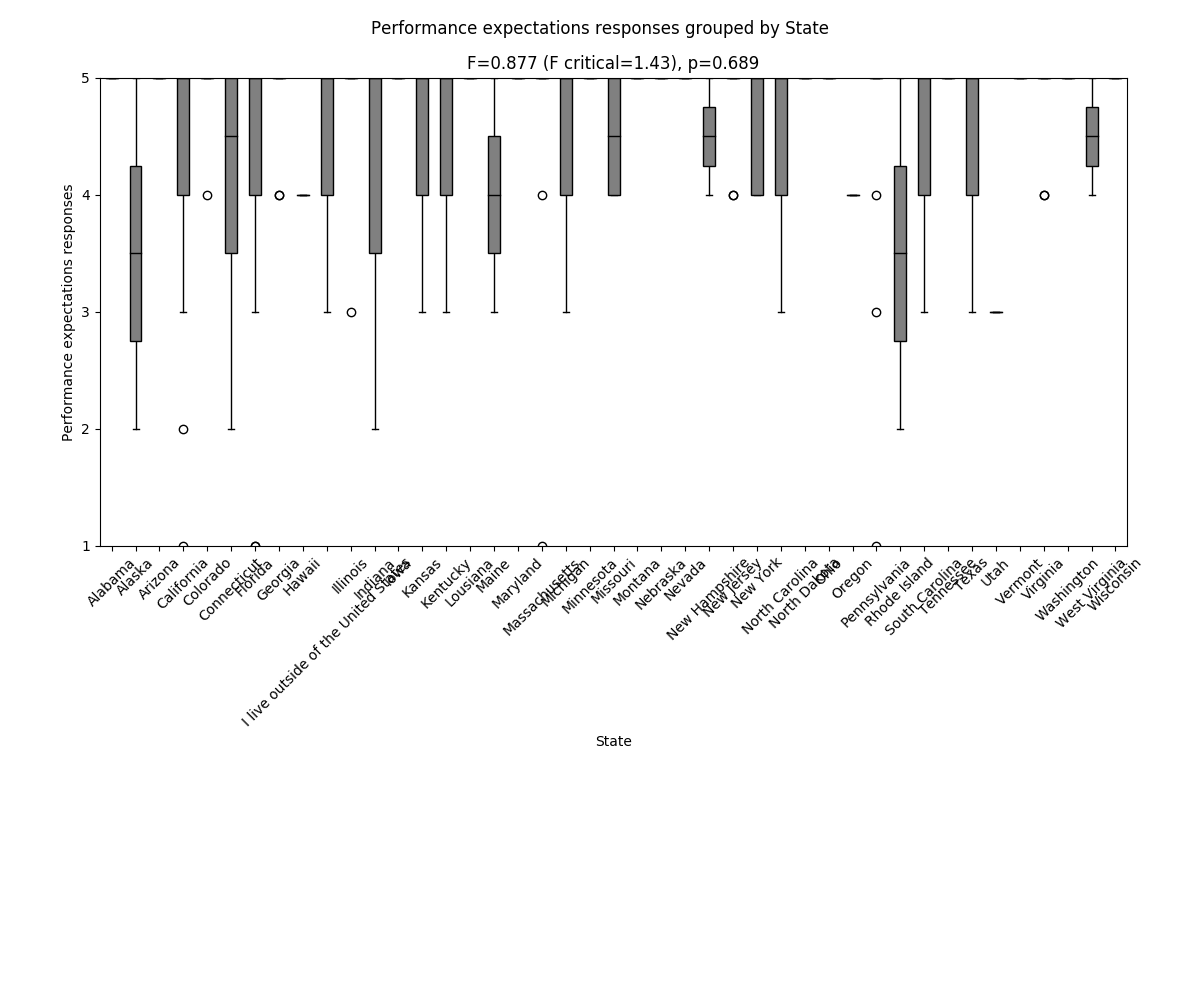 Performance expectations responses grouped by State
F=0.877 (F critical=1.43), p=0.689
Performance expectations responses
5
4
3
2
1
Alabama
Alaska
Arizona
California
Colorado
Connecticut
Florida
Georgia
Hawaii
I live outside of the United States
Illinois
Indiana
Iowa
Kansas
Kentucky
Lousiana
Maine
Maryland
Massachusetts
Michigan
Minnesota
Missouri
Montana
Nebraska
Nevada
New Hampshire
New Jersey
New York
North Carolina
North Dakota
Ohio
Oregon
Pennsylvania
Rhode Island
South Carolina
Tennessee
Texas
Utah
Vermont
Virginia
Washington
West Virginia
Wisconsin
State